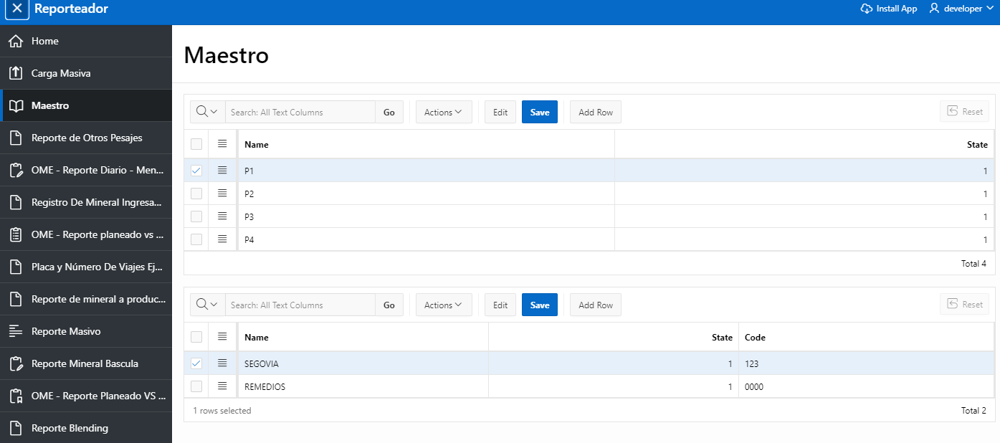 Reporteador
Install App
developer
Home
Carga Masiva
Maestro
Reporte de Otros Pesajes
OME - Reporte Diario - Men...
Registro De Mineral Ingresa...
OME - Reporte planeado vs ...
Placa y Número De Viajes Ej...
Reporte de mineral a produc...
Reporte Masivo
Reporte Mineral Bascula
OME - Reporte Planeado VS ...
Reporte Blending
Maestro
Search: All Text Columns Go Actions Edit Save Add Row Reset
Name State
P1 1
P2 1
P3 1
P4 1
Total 4
Search: All Text Columns Go Actions Edit Save Add Row Reset
Name State Code
SEGOVIA 1 123
REMEDIOS 1 0000
1 rows selected Total 2